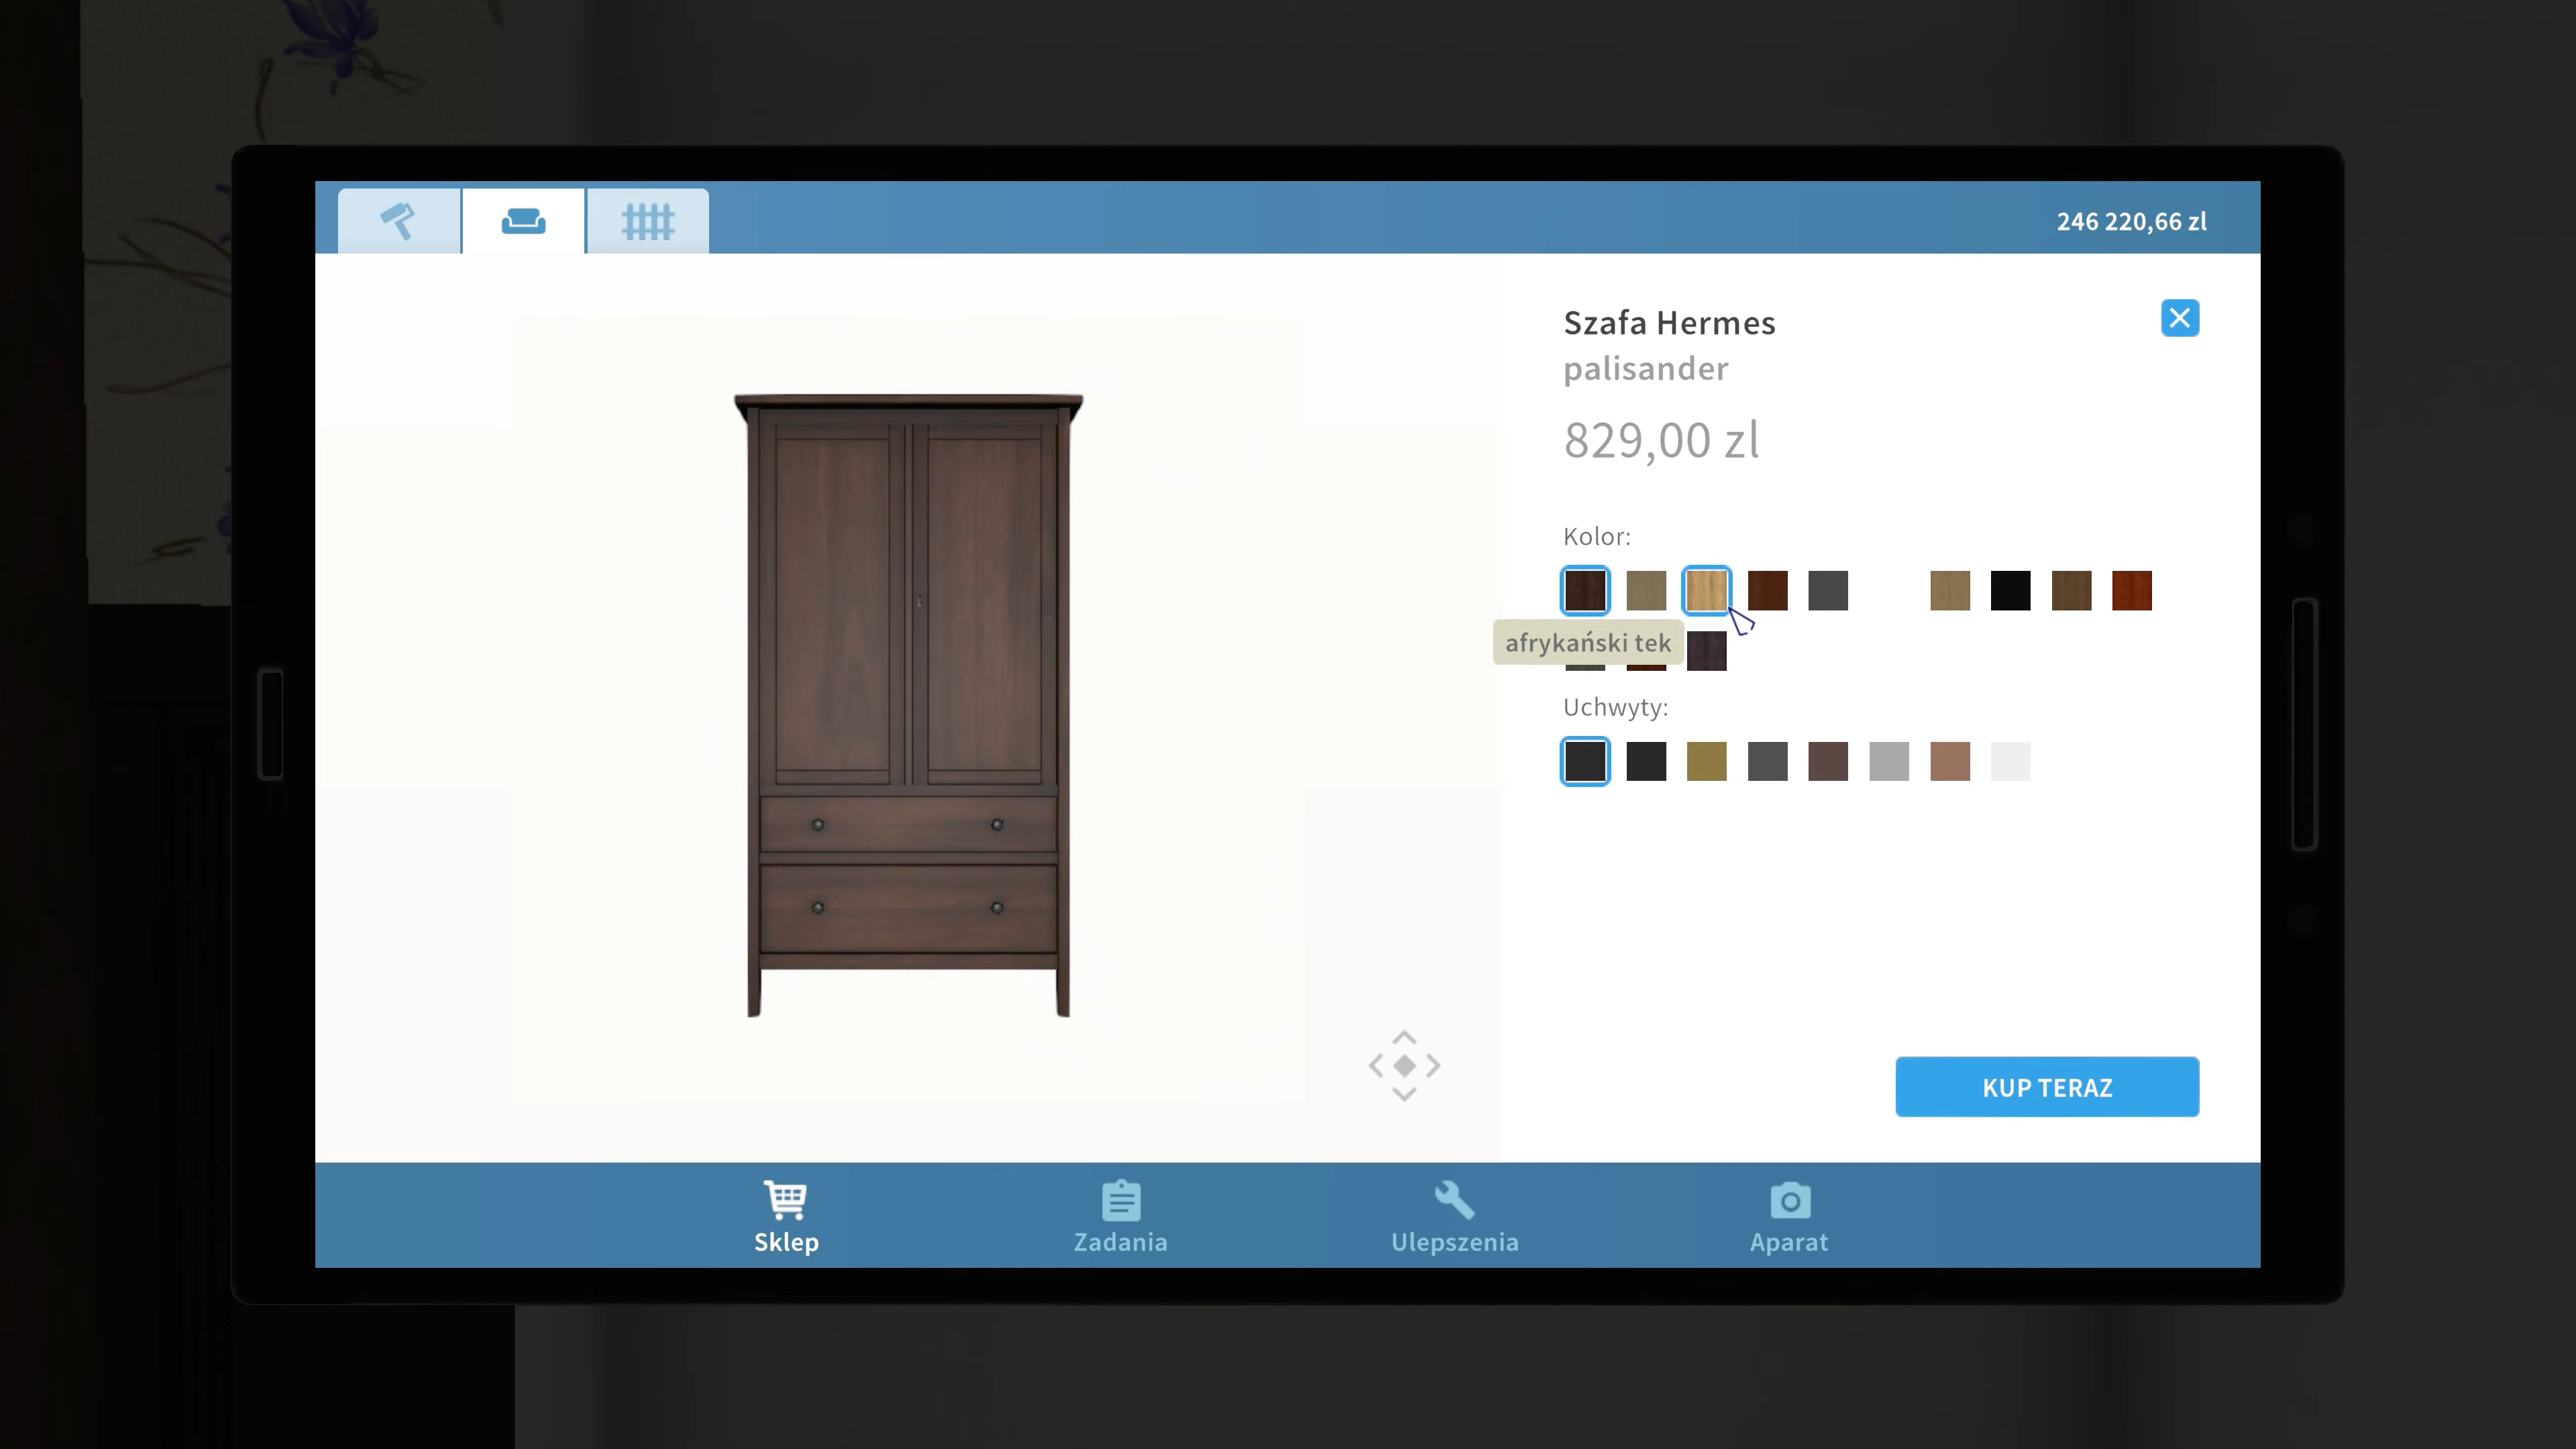 246 220,66 zl
Szafa Hermes
palisander
829,00 zl
Kolor:
afrykański tek
Uchwyty:
KUP TERAZ
Sklep
Zadania
Ulepszenia
Aparat